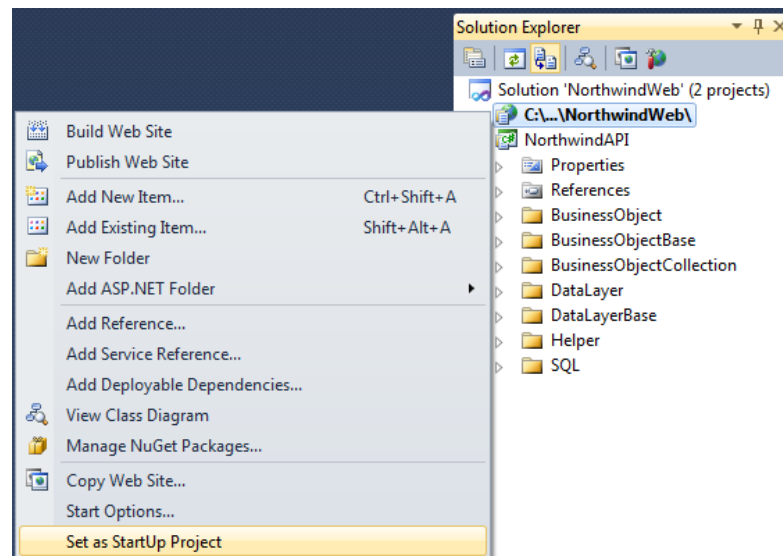 Solution Explorer
Solution 'NorthwindWeb' (2 projects)
C:\...\NorthwindWeb\
NorthwindAPI
Properties
References
BusinessObject
BusinessObjectBase
BusinessObjectCollection
DataLayer
DataLayerBase
Helper
SQL
Build Web Site
Publish Web Site
Add New Item... Ctrl+Shift+A
Add Existing Item... Shift+Alt+A
New Folder
Add ASP.NET Folder
Add Reference...
Add Service Reference...
Add Deployable Dependencies...
View Class Diagram
Manage NuGet Packages...
Copy Web Site...
Start Options...
Set as StartUp Project